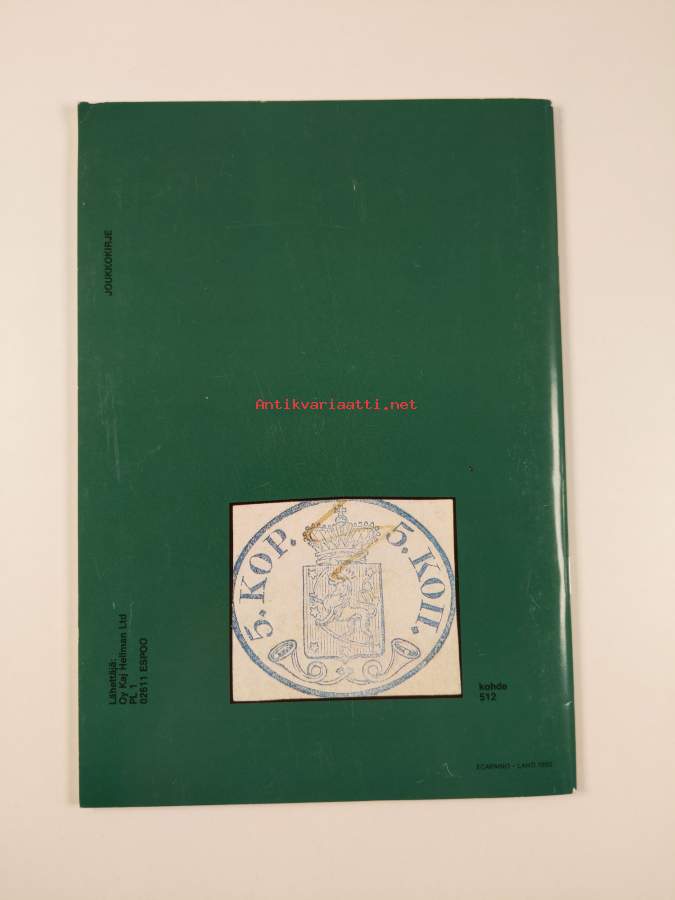 JOUKKOKIRJE
Antikvariaatti.net
5. KOP. 5. КОП.
Lähettäjä:
Oy Kaj Hellman Ltd
PL 1
02611 ESPOO
kohde
512